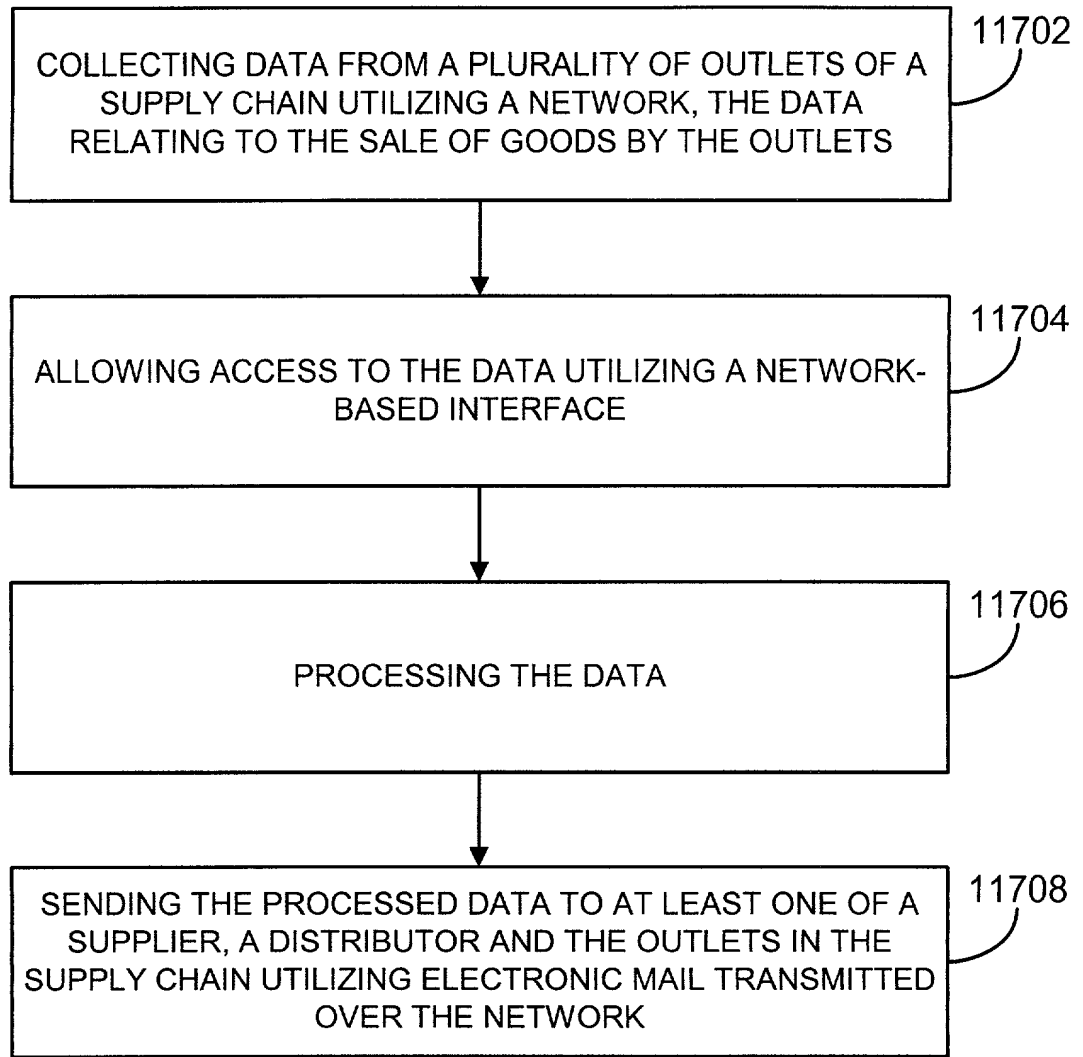 11702
COLLECTING DATA FROM A PLURALITY OF OUTLETS OF A
SUPPLY CHAIN UTILIZING A NETWORK, THE DATA
RELATING TO THE SALE OF GOODS BY THE OUTLETS
11704
ALLOWING ACCESS TO THE DATA UTILIZING A NETWORK-
BASED INTERFACE
11706
PROCESSING THE DATA
11708
SENDING THE PROCESSED DATA TO AT LEAST ONE OF A
SUPPLIER, A DISTRIBUTOR AND THE OUTLETS IN THE
SUPPLY CHAIN UTILIZING ELECTRONIC MAIL TRANSMITTED
OVER THE NETWORK